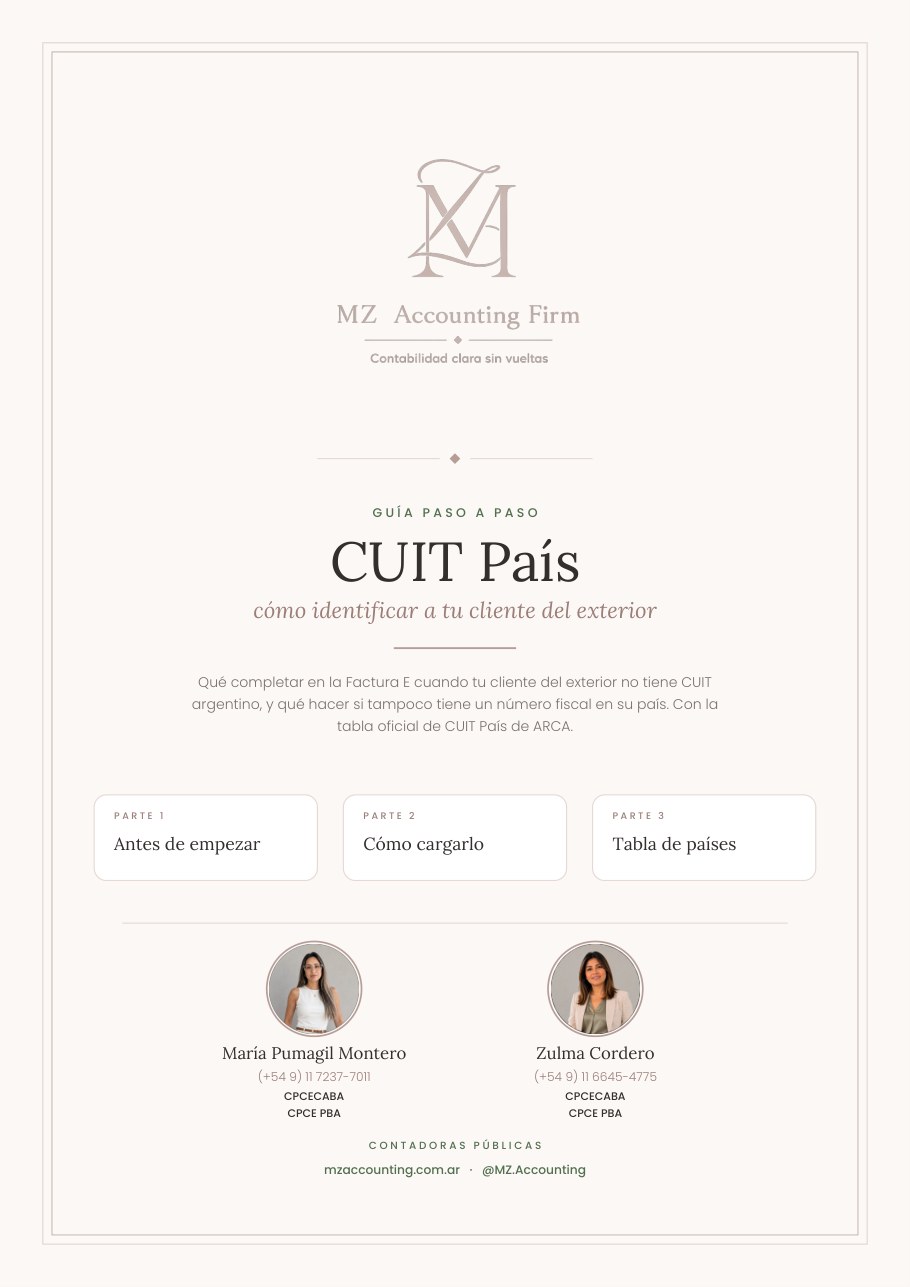 MZ
MZ Accounting Firm
Contabilidad clara sin vueltas
GUÍA PASO A PASO
CUIT País
cómo identificar a tu cliente del exterior
Qué completar en la Factura E cuando tu cliente del exterior no tiene CUIT
argentino, y qué hacer si tampoco tiene un número fiscal en su país. Con la
tabla oficial de CUIT País de ARCA.
PARTE 1
Antes de empezar
PARTE 2
Cómo cargarlo
PARTE 3
Tabla de países
María Pumagil Montero
(+54 9) 11 7237-7011
CPCECABA
CPCE PBA
Zulma Cordero
(+54 9) 11 6645-4775
CPCECABA
CPCE PBA
CONTADORAS PÚBLICAS
mzaccounting.com.ar · @MZ.Accounting